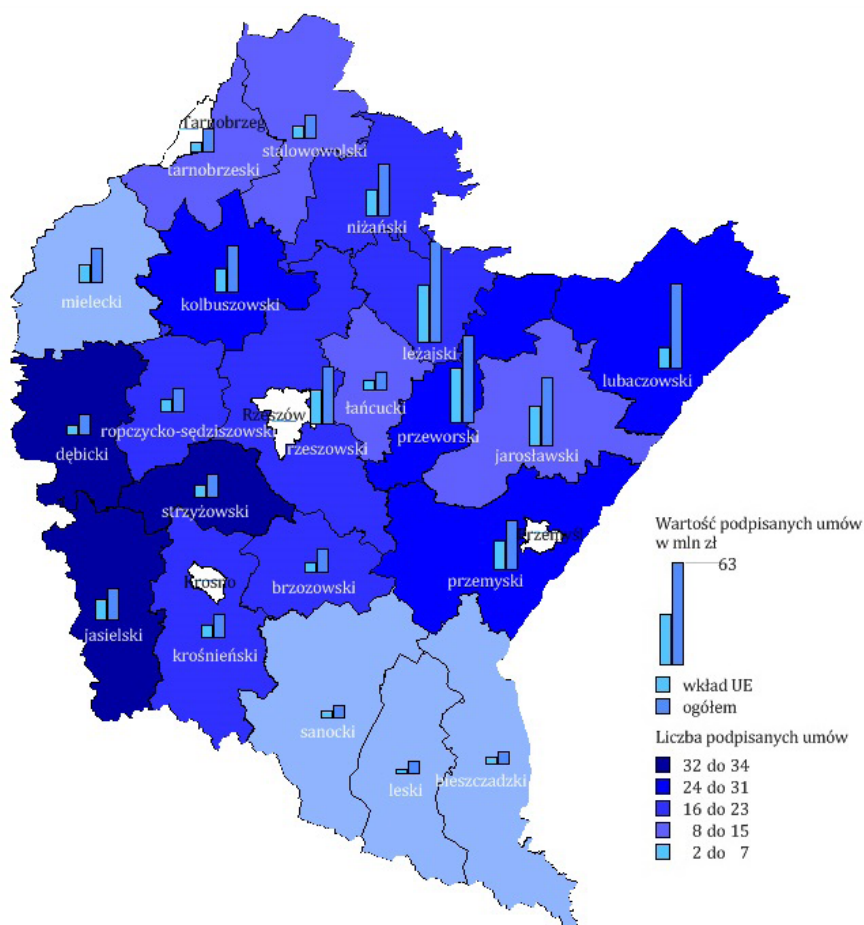 Tarnobrzeg
stalowowolski
tarnobrzeski
niżański
mielecki
kolbuszowski
leżajski
lubaczowski
Rzeszów
łańcucki
ropczycko-sędziszowski
przeworski
dębicki
rzeszowski
jarosławski
strzyżowski
Przemyśl
przemyski
Krosno
brzozowski
jasielski
krośnieński
sanocki
leski
bieszczadzki
Wartość podpisanych umów
w mln zł
63
wkład UE
ogółem
Liczba podpisanych umów
32 do 34
24 do 31
16 do 23
8 do 15
2 do 7